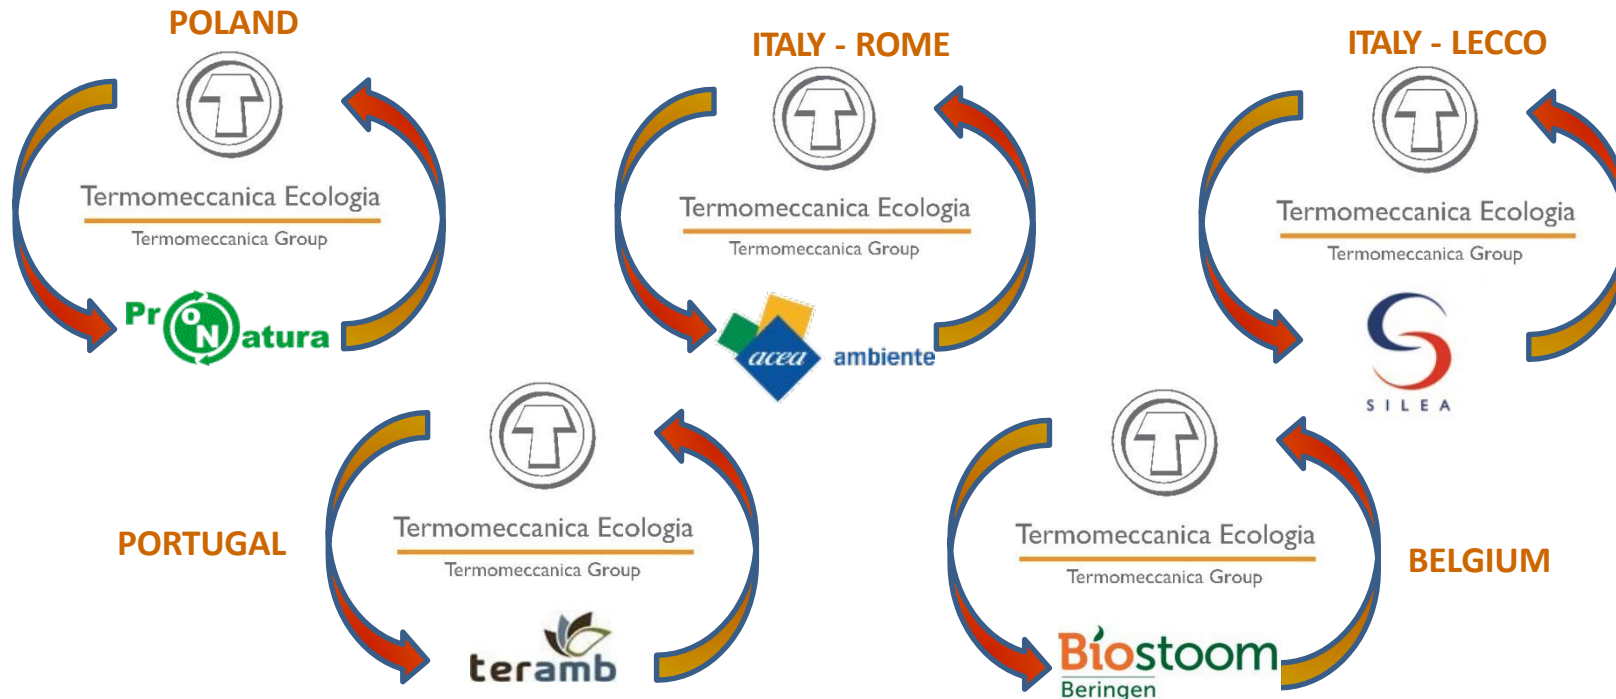 POLAND
Termomeccanica Ecologia
Termomeccanica Group
ProNatura
ITALY - ROME
Termomeccanica Ecologia
Termomeccanica Group
acea ambiente
ITALY - LECCO
Termomeccanica Ecologia
Termomeccanica Group
SILEA
PORTUGAL
Termomeccanica Ecologia
Termomeccanica Group
teramb
BELGIUM
Termomeccanica Ecologia
Termomeccanica Group
Biostoom
Beringen